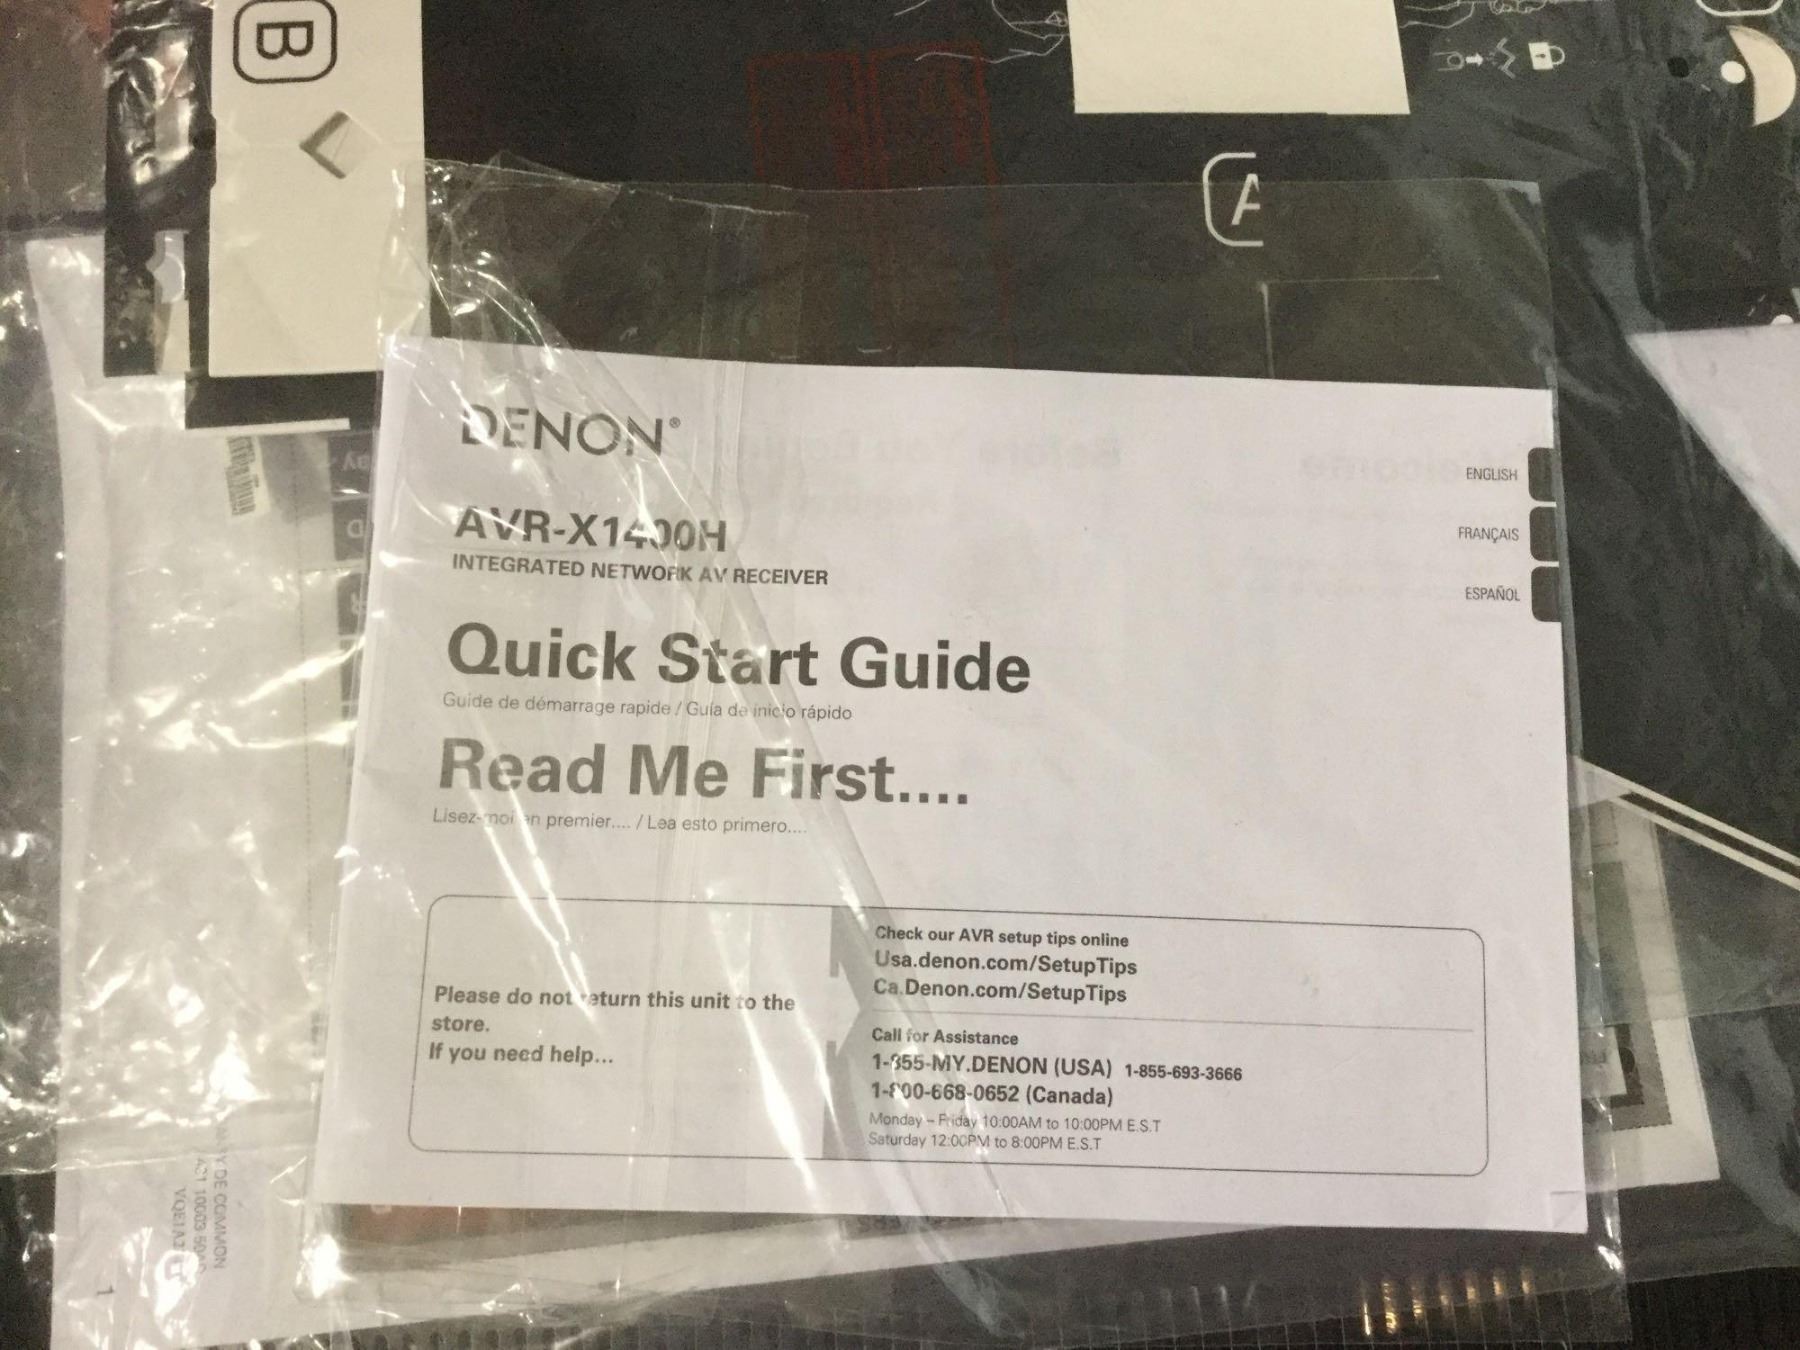 B
A
DENON®
AVR-X1400H
INTEGRATED NETWORK AV RECEIVER
Quick Start Guide
Guide de démarrage rapide / Guía de inicio rápido
Read Me First....
Lisez-moi en premier.... / Lea esto primero....
ENGLISH
FRANÇAIS
ESPAÑOL
Please do not return this unit to the
store.
If you need help...
Check our AVR setup tips online
Usa.denon.com/SetupTips
Ca.Denon.com/SetupTips
Call for Assistance
1-855-MY.DENON (USA) 1-855-693-3666
1-800-668-0652 (Canada)
Monday – Friday 10:00AM to 10:00PM E.S.T
Saturday 12:00PM to 8:00PM E.S.T
MY DE COMMON
1